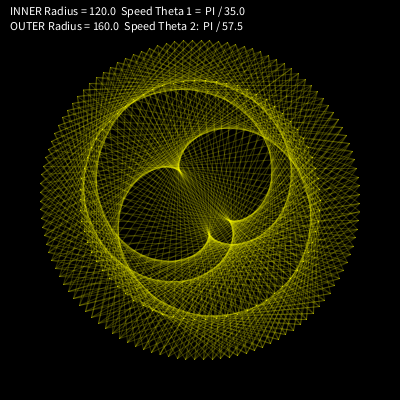 INNER Radius = 120.0  Speed Theta 1 =  PI / 35.0
OUTER Radius = 160.0  Speed Theta 2:  PI / 57.5